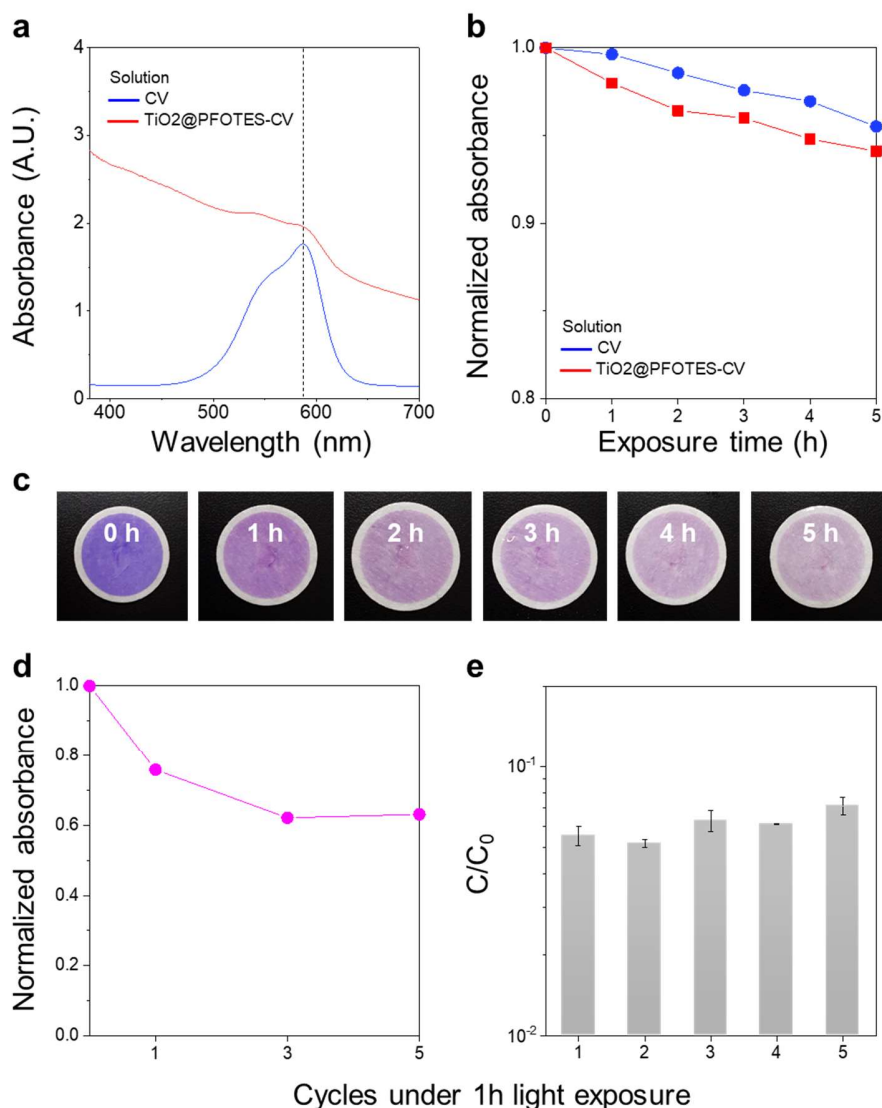 a
Solution
CV
TiO2@PFOTES-CV
Absorbance (A.U.)
4
3
2
1
0
400 500 600 700
Wavelength (nm)
b
Normalized absorbance
1.0
0.9
0.8
Solution
CV
TiO2@PFOTES-CV
0 1 2 3 4 5
Exposure time (h)
c
0 h 1 h 2 h 3 h 4 h 5 h
d
Normalized absorbance
1.0
0.8
0.6
0.4
0.2
0.0
1 3 5
e
C/C₀
10⁻¹
10⁻²
1 2 3 4 5
Cycles under 1h light exposure